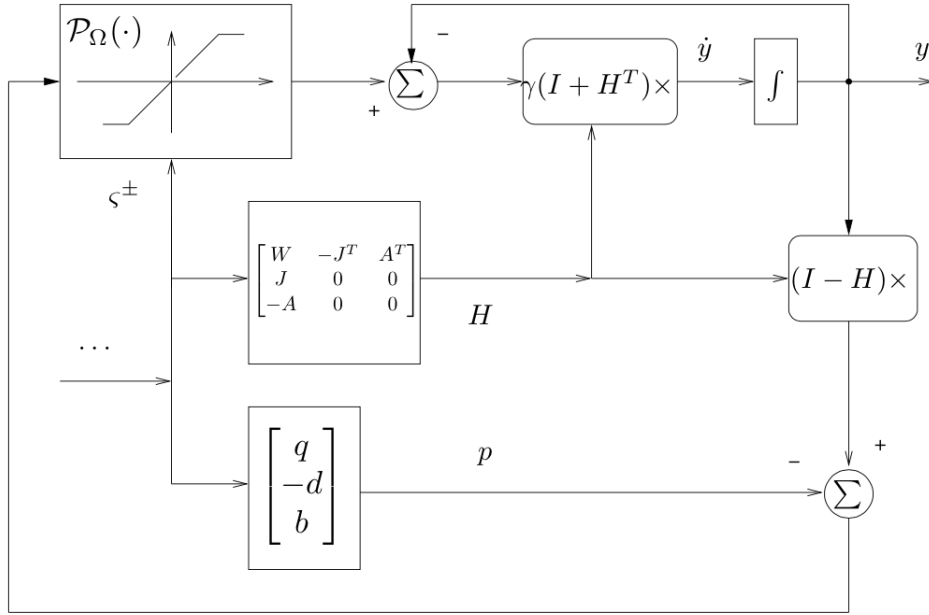 𝒫_Ω(·)
−
+
∑
γ(I + H^T)×
ẏ
∫
y
ς^±
W −J^T A^T
J 0 0
−A 0 0
H
(I − H)×
. . .
q
−d
b
p
−
+
∑